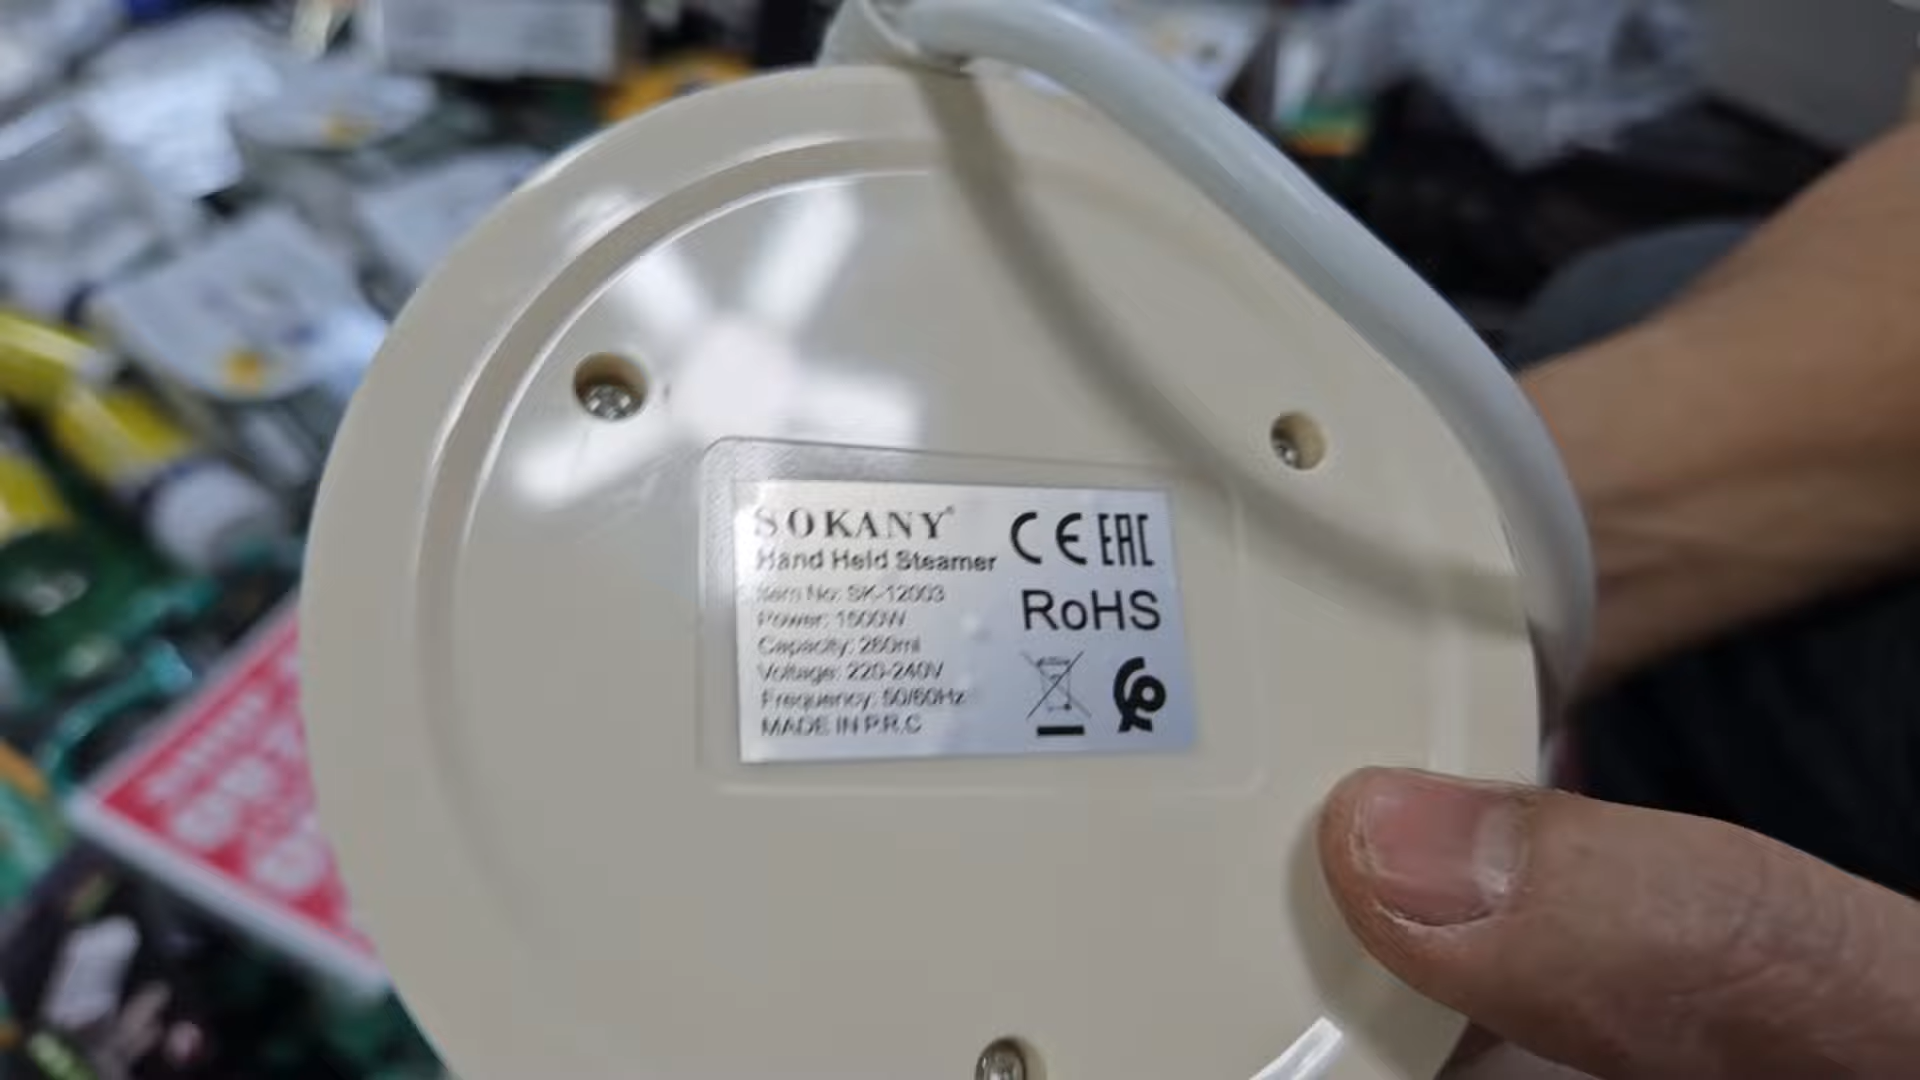 SOKANY®
Hand Held Steamer
Item No: SK-12003
Power: 1500W
Capacity: 260ml
Voltage: 220-240V
Frequency: 50/60Hz
MADE IN P.R.C
CE EAC
RoHS